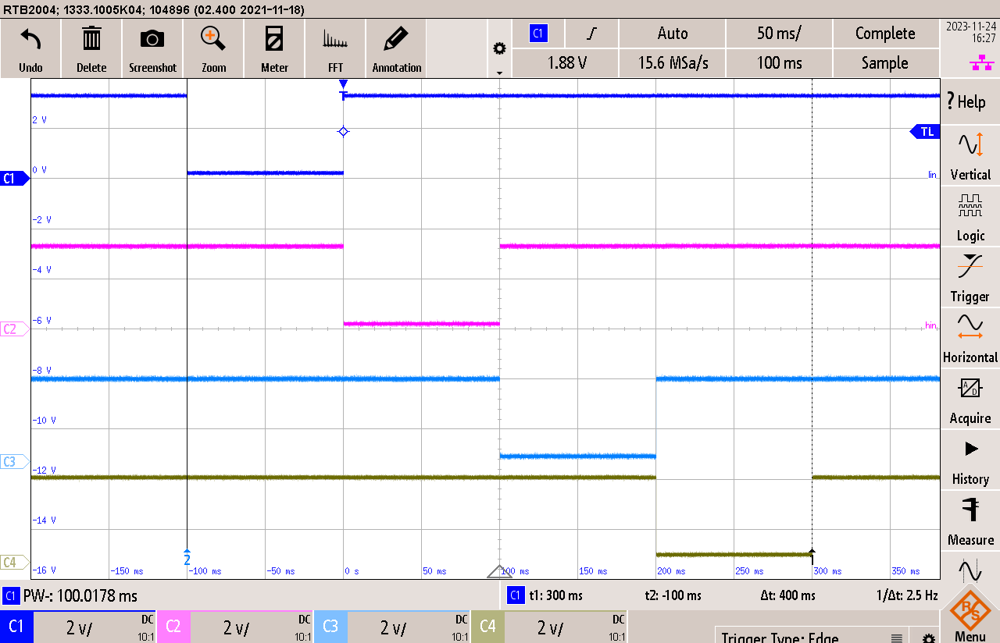 RTB2004; 1333.1005K04; 104896 (02.400 2021-11-18)
Undo
Delete
Screenshot
Zoom
Meter
FFT
Annotation
C1
Auto
50 ms/
Complete
1.88 V
15.6 MSa/s
100 ms
Sample
2023-11-24
16:27
T
TL
2 V
0 V
C1
lin
-2 V
-4 V
-6 V
C2
hin
-8 V
-10 V
C3
-12 V
-14 V
C4
-16 V
2
1
-150 ms
-100 ms
-50 ms
0 s
50 ms
100 ms
150 ms
200 ms
250 ms
300 ms
350 ms
? Help
Vertical
Logic
Trigger
Horizontal
A/D
Acquire
History
Measure
R&S
Menu
C1 PW-: 100.0178 ms
C1 t1: 300 ms t2: -100 ms Δt: 400 ms 1/Δt: 2.5 Hz
C1 2 V/ DC 10:1
C2 2 V/ DC 10:1
C3 2 V/ DC 10:1
C4 2 V/ DC 10:1
Trigger Type: Edge